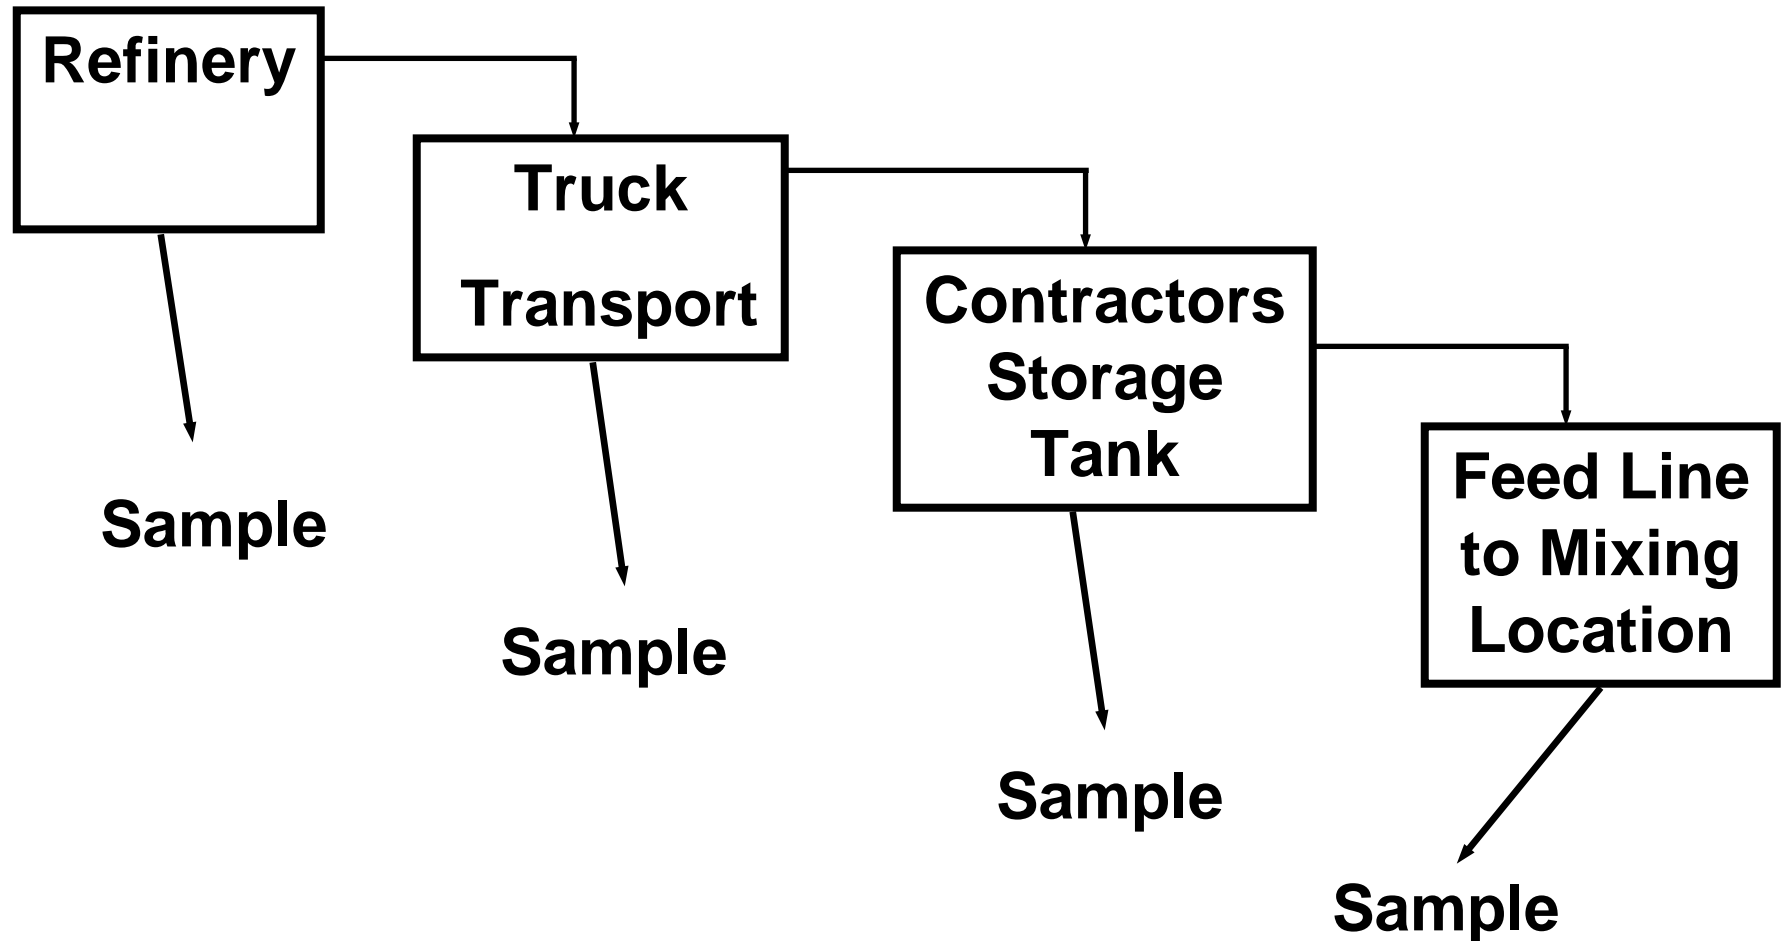 Refinery
Truck
Transport
Contractors
Storage
Tank
Feed Line
to Mixing
Location
Sample
Sample
Sample
Sample